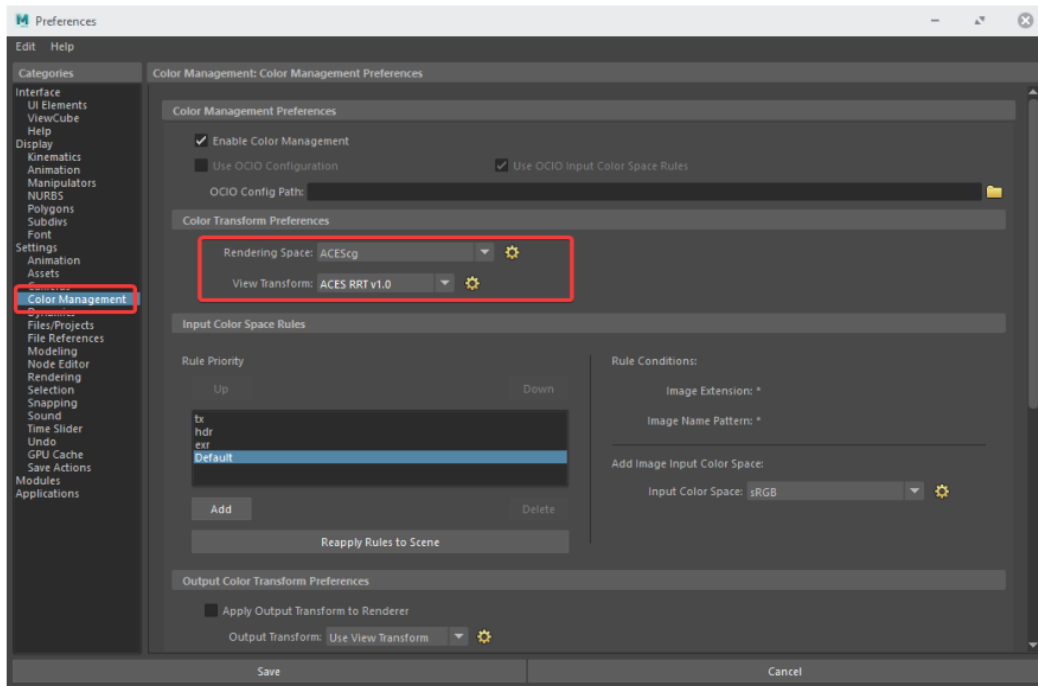 Preferences
Edit Help
Categories
Interface
UI Elements
ViewCube
Help
Display
Kinematics
Animation
Manipulators
NURBS
Polygons
Subdivs
Font
Settings
Animation
Assets
Color Management
Files/Projects
File References
Modeling
Node Editor
Rendering
Selection
Snapping
Sound
Time Slider
Undo
GPU Cache
Save Actions
Modules
Applications
Color Management: Color Management Preferences
Color Management Preferences
Enable Color Management
Use OCIO Configuration Use OCIO Input Color Space Rules
OCIO Config Path:
Color Transform Preferences
Rendering Space: ACEScg
View Transform: ACES RRT v1.0
Input Color Space Rules
Rule Priority
Up Down
tx
hdr
exr
Default
Add Delete
Reapply Rules to Scene
Rule Conditions:
Image Extension: *
Image Name Pattern: *
Add Image Input Color Space:
Input Color Space: sRGB
Output Color Transform Preferences
Apply Output Transform to Renderer
Output Transform: Use View Transform
Save Cancel